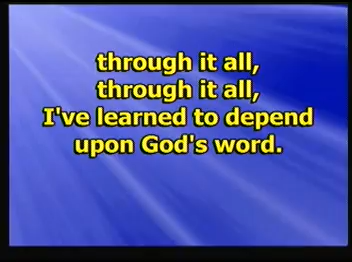 through it all,
through it all,
I've learned to depend
upon God's word.